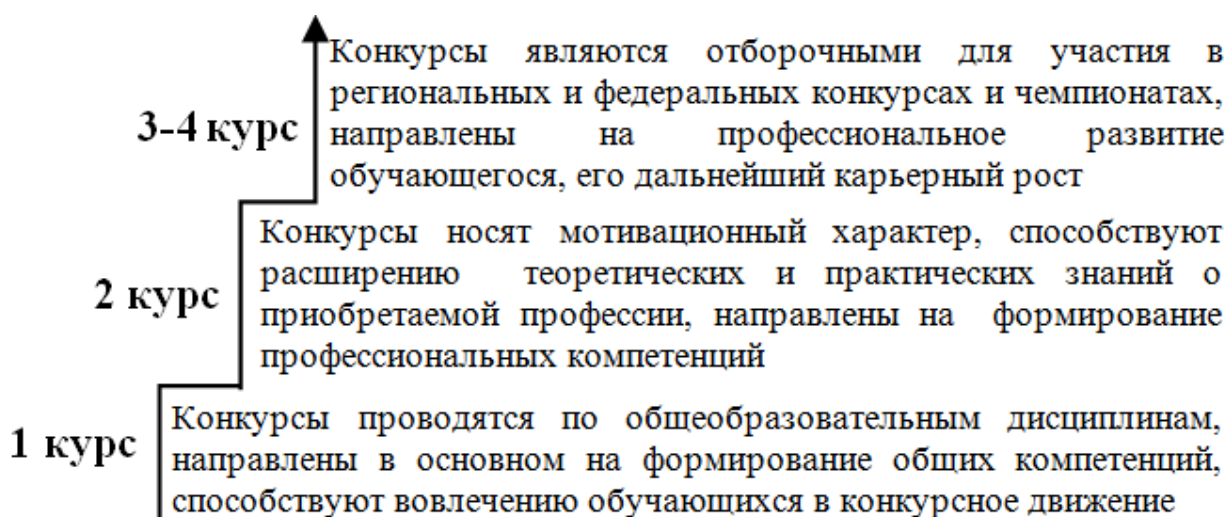 Конкурсы являются отборочными для участия в
региональных и федеральных конкурсах и чемпионатах,
3-4 курс
направлены на профессиональное развитие
обучающегося, его дальнейший карьерный рост
Конкурсы носят мотивационный характер, способствуют
расширению теоретических и практических знаний о
2 курс
приобретаемой профессии, направлены на формирование
профессиональных компетенций
Конкурсы проводятся по общеобразовательным дисциплинам,
1 курс
направлены в основном на формирование общих компетенций,
способствуют вовлечению обучающихся в конкурсное движение